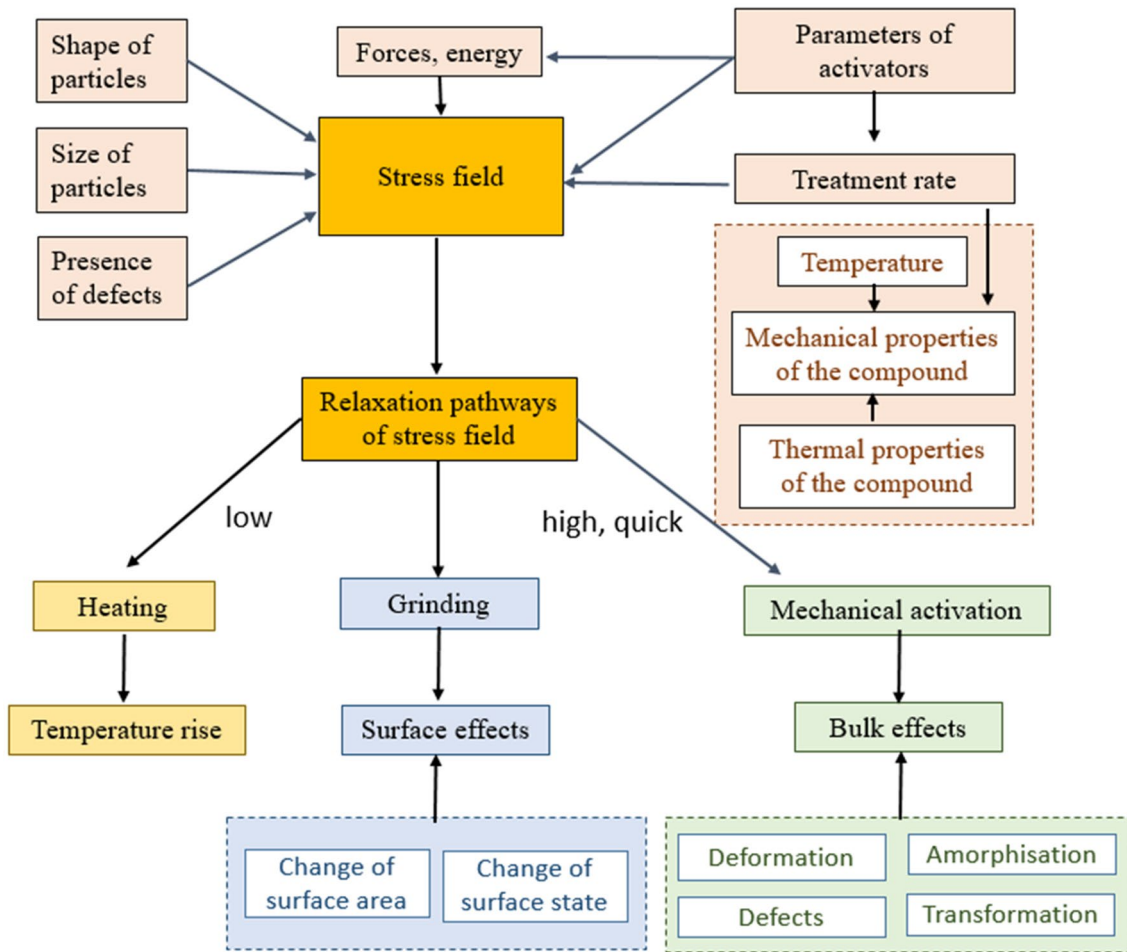 Shape of
particles
Forces, energy
Parameters of
activators
Size of
particles
Stress field
Treatment rate
Presence
of defects
Temperature
Mechanical properties
of the compound
Thermal properties
of the compound
Relaxation pathways
of stress field
low
high, quick
Heating
Grinding
Mechanical activation
Temperature rise
Surface effects
Bulk effects
Change of
surface area
Change of
surface state
Deformation
Amorphisation
Defects
Transformation